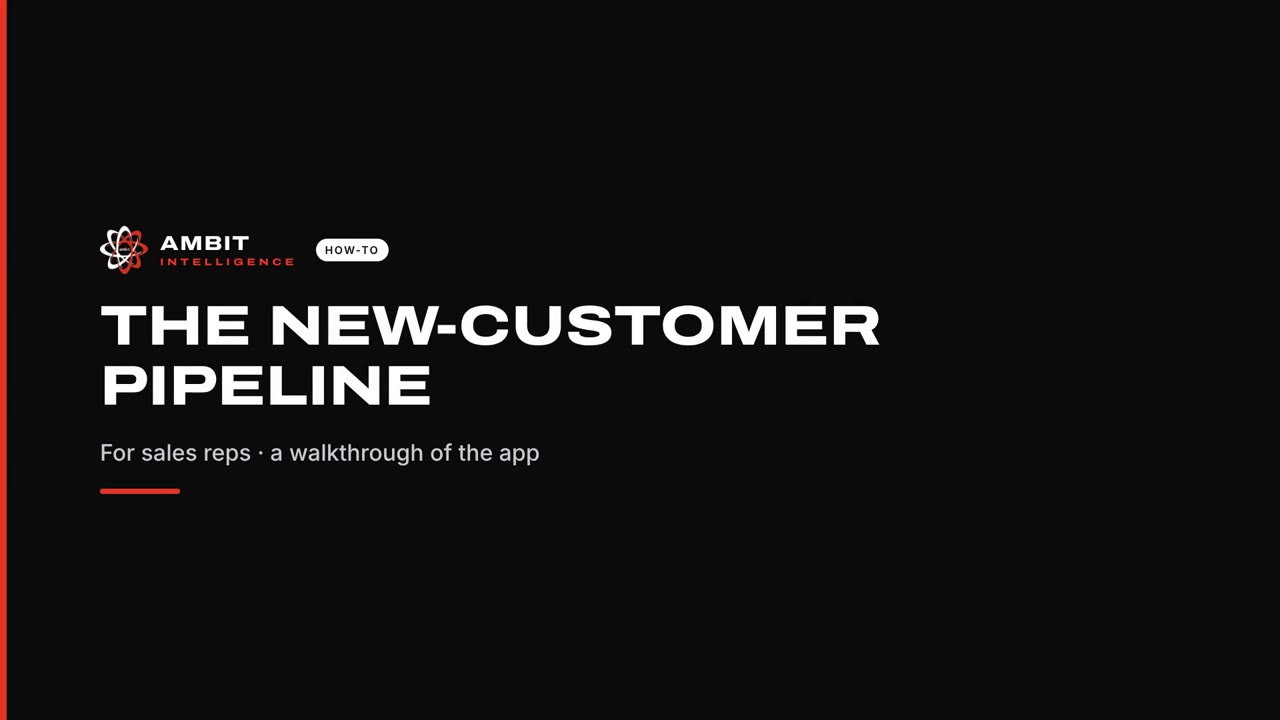 AMBIT
INTELLIGENCE
HOW-TO
THE NEW-CUSTOMER
PIPELINE
For sales reps · a walkthrough of the app